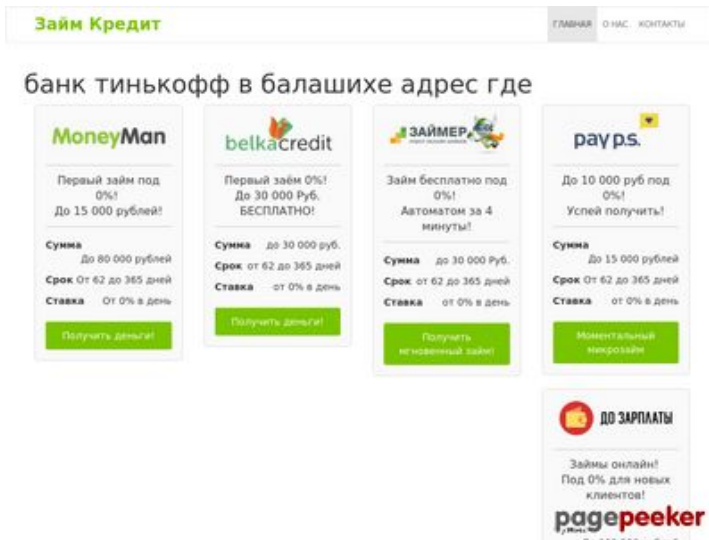 Займ Кредит
ГЛАВНАЯ О НАС КОНТАКТЫ
банк тинькофф в балашихе адрес где
MoneyMan
Первый займ под
0%!
До 15 000 рублей!
Сумма
До 80 000 рублей
Срок От 62 до 365 дней
Ставка От 0% в день
Получить деньги!
belkacredit
Первый заём 0%!
До 30 000 Руб.
БЕСПЛАТНО!
Сумма до 30 000 руб.
Срок от 62 до 365 дней
Ставка от 0% в день
Получить деньги!
ЗАЙМЕР
Займ бесплатно под
0%!
Автоматом за 4
минуты!
Сумма до 30 000 Руб.
Срок от 62 до 365 дней
Ставка от 0% в день
Получить
мгновенный займ!
pay p.s.
До 10 000 руб под
0%!
Успей получить!
Сумма
До 15 000 рублей
Срок От 62 до 365 дней
Ставка от 0% в день
Моментальный
микрозайм
ДО ЗАРПЛАТЫ
Займы онлайн!
Под 0% для новых
клиентов!
pagepeeker